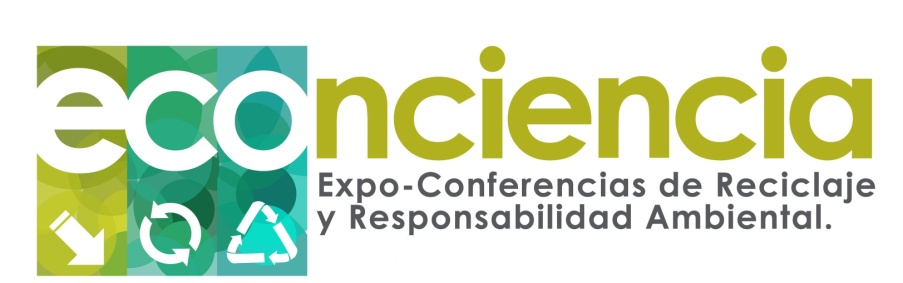 econciencia
Expo-Conferencias de Reciclaje
y Responsabilidad Ambiental.